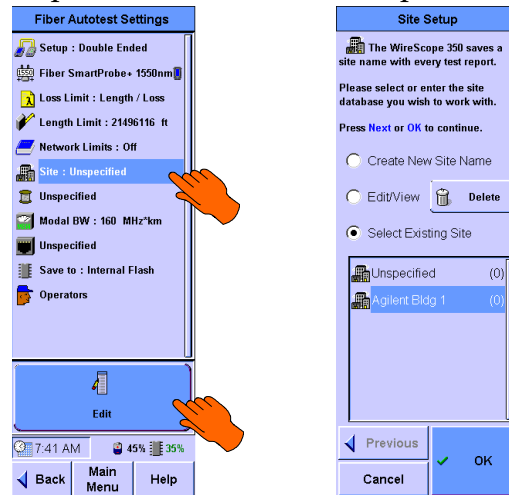 Fiber Autotest Settings
Setup : Double Ended
Fiber SmartProbe+ 1550nm
Loss Limit : Length / Loss
Length Limit : 21496116 ft
Network Limits : Off
Site : Unspecified
Unspecified
Modal BW : 160 MHz*km
Unspecified
Save to : Internal Flash
Operators
Edit
7:41 AM 45% 35%
Back
Main
Menu
Help
Site Setup
The WireScope 350 saves a
site name with every test report.
Please select or enter the site
database you wish to work with.
Press Next or OK to continue.
Create New Site Name
Edit/View Delete
Select Existing Site
Unspecified (0)
Agilent Bldg 1 (0)
Previous
OK
Cancel